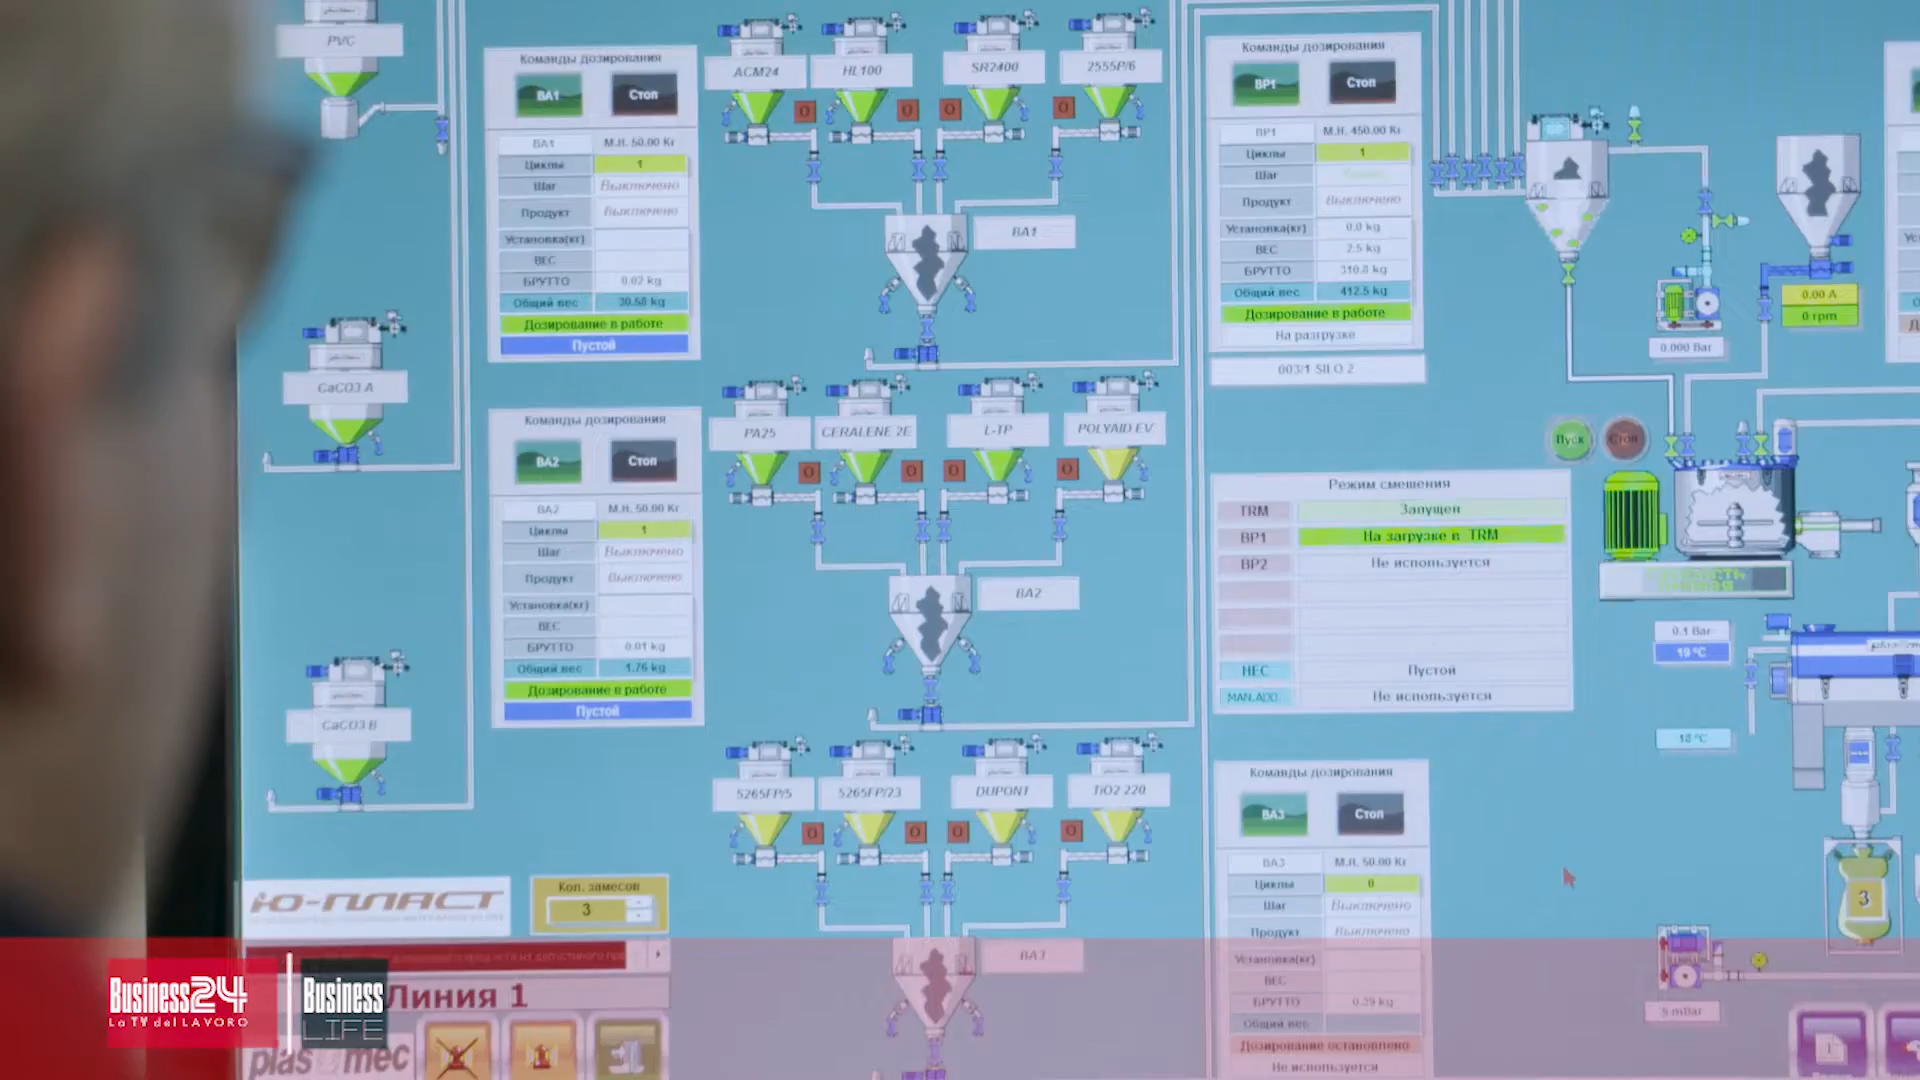 PVC
CaCO3 A
CaCO3 B
Команды дозирования
ВА1
Стоп
ВА1 М.Н. 50.00 Кг
Циклы 1
Шаг Выключено
Продукт Выключено
Установка(кг)
ВЕС
БРУТТО 0.02 kg
Общий вес 30.58 kg
Дозирование в работе
Пустой
Команды дозирования
ВА2
Стоп
ВА2 М.Н. 50.00 Кг
Циклы 1
Шаг Выключено
Продукт Выключено
Установка(кг)
ВЕС
БРУТТО 0.01 kg
Общий вес 1.76 kg
Дозирование в работе
Пустой
ACM24
HL100
SR2400
2555P/6
O O O O
ВА1
PA25
CERALENE 2E
L-TP
POLYAID EV
O O O O
ВА2
5265FP/5
5265FP/23
DUPONT
TiO2 220
O O O O
ВА3
Команды дозирования
ВР1
Стоп
ВР1 М.Н. 450.00 Кг
Циклы 1
Шаг
Продукт Выключено
Установка(кг) 0.0 kg
ВЕС 2.5 kg
БРУТТО 310.8 kg
Общий вес 412.5 kg
Дозирование в работе
На разгрузке
003/1 SILO 2
Режим смешения
TRM Запущен
BP1 На загрузке в TRM
BP2 Не используется
НЕС Пустой
MAN.ADD. Не используется
Команды дозирования
ВА3
Стоп
ВА3 М.Н. 50.00 Кг
Циклы 0
Шаг Выключено
Продукт Выключено
Установка(кг)
ВЕС
БРУТТО 0.29 kg
Общий вес
Дозирование остановлено
Не используется
0.000 Bar
0.00 A
0 rpm
Пуск
Стоп
0.1 Bar
19 °C
18 °C
3
5 mBar
1
Ю-ПЛАСТ
Кол. замесов
3
Линия 1
plas mec
Business24
La TV del LAVORO
Business
LIFE